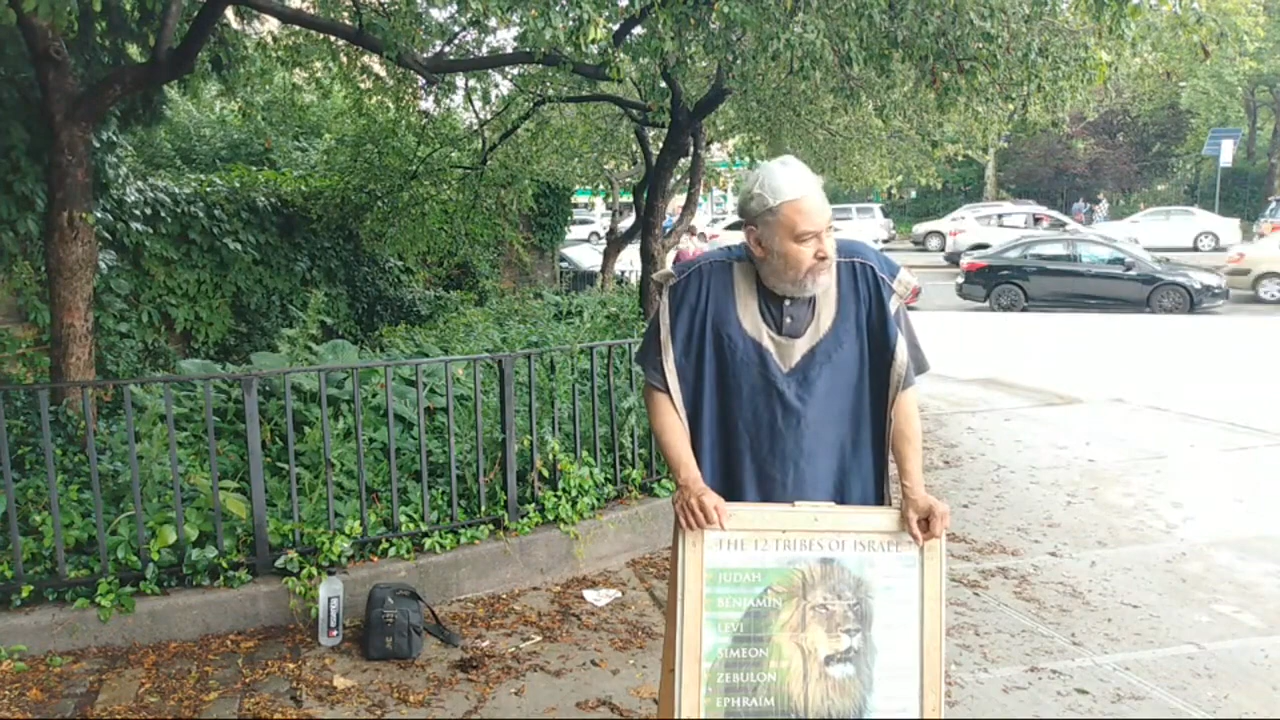 THE 12 TRIBES OF ISRAEL
JUDAH
BENJAMIN
LEVI
SIMEON
ZEBULON
EPHRAIM